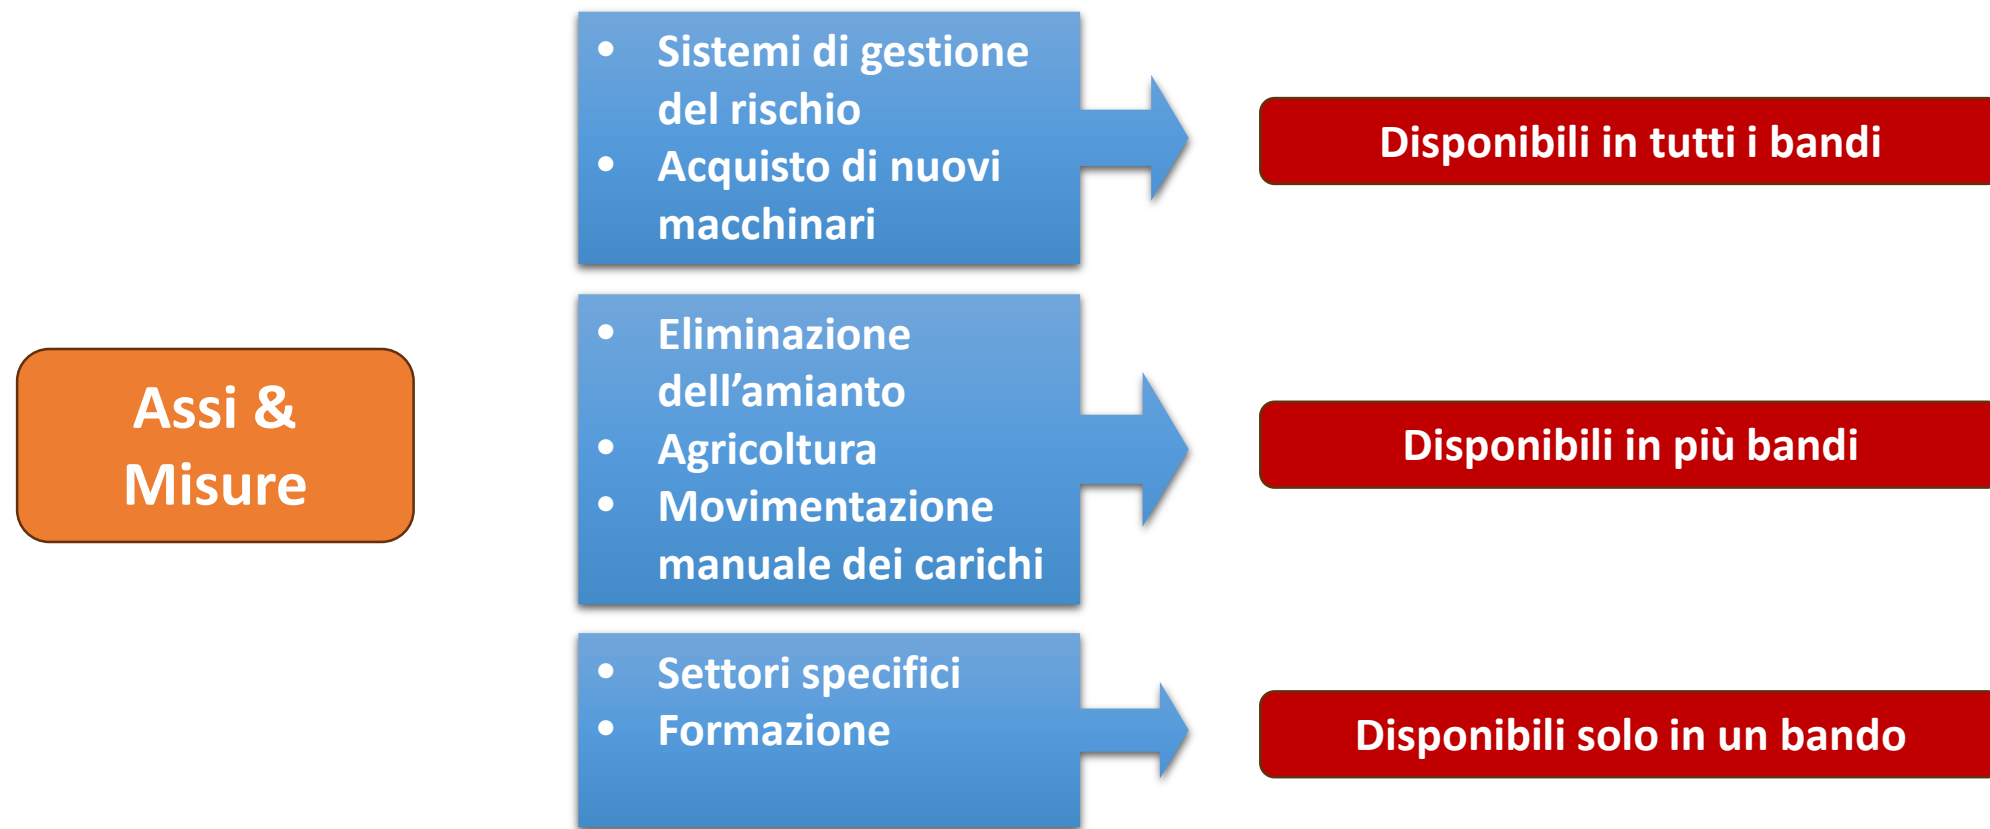 Assi &
Misure
• Sistemi di gestione
del rischio
• Acquisto di nuovi
macchinari
Disponibili in tutti i bandi
• Eliminazione
dell’amianto
• Agricoltura
• Movimentazione
manuale dei carichi
Disponibili in più bandi
• Settori specifici
• Formazione
Disponibili solo in un bando